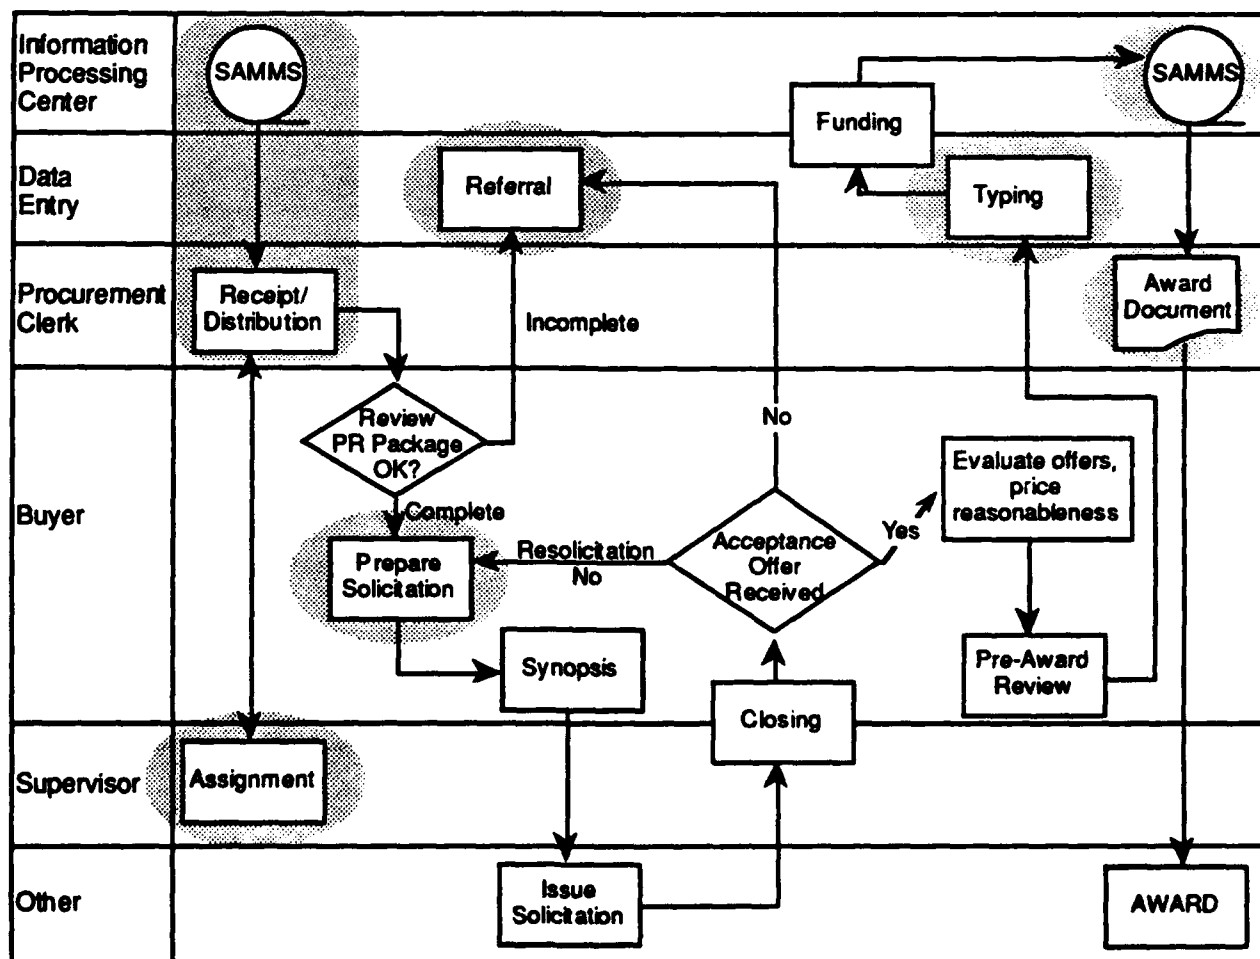 Information
Processing
Center
SAMMS
Funding
SAMMS
Data
Entry
Referral
Typing
Procurement
Clerk
Receipt/
Distribution
Incomplete
Award
Document
Buyer
Review
PR Package
OK?
Complete
No
Evaluate offers,
price
reasonableness
Yes
Acceptance
Offer
Received
Resolicitation
No
Prepare
Solicitation
Synopsis
Pre-Award
Review
Closing
Supervisor
Assignment
Other
Issue
Solicitation
AWARD